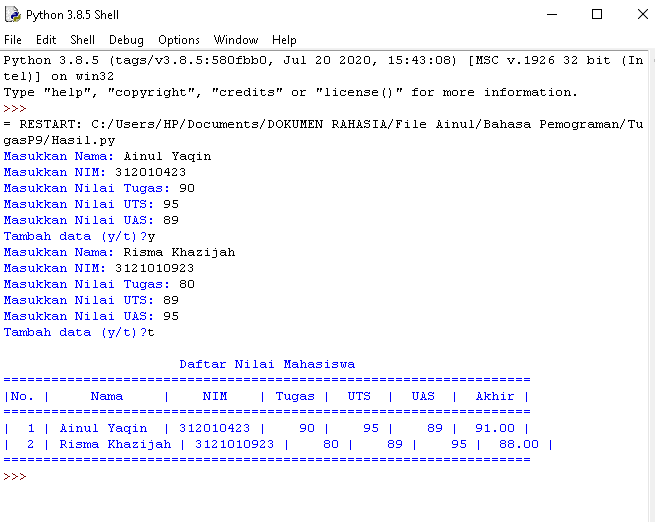 Python 3.8.5 Shell
File Edit Shell Debug Options Window Help
Python 3.8.5 (tags/v3.8.5:580fbb0, Jul 20 2020, 15:43:08) [MSC v.1926 32 bit (In
tel)] on win32
Type "help", "copyright", "credits" or "license()" for more information.
>>>
= RESTART: C:/Users/HP/Documents/DOKUMEN RAHASIA/File Ainul/Bahasa Pemograman/Tu
gasP9/Hasil.py
Masukkan Nama: Ainul Yaqin
Masukkan NIM: 312010423
Masukkan Nilai Tugas: 90
Masukkan Nilai UTS: 95
Masukkan Nilai UAS: 89
Tambah data (y/t)?y
Masukkan Nama: Risma Khazijah
Masukkan NIM: 3121010923
Masukkan Nilai Tugas: 80
Masukkan Nilai UTS: 89
Masukkan Nilai UAS: 95
Tambah data (y/t)?t
Daftar Nilai Mahasiswa
==================================================================
|No. |     Nama     |    NIM    | Tugas |  UTS  |  UAS  |  Akhir |
==================================================================
|  1 | Ainul Yaqin  | 312010423 |    90 |    95 |    89 |  91.00 |
|  2 | Risma Khazijah | 3121010923 |    80 |    89 |    95 |  88.00 |
==================================================================
>>>